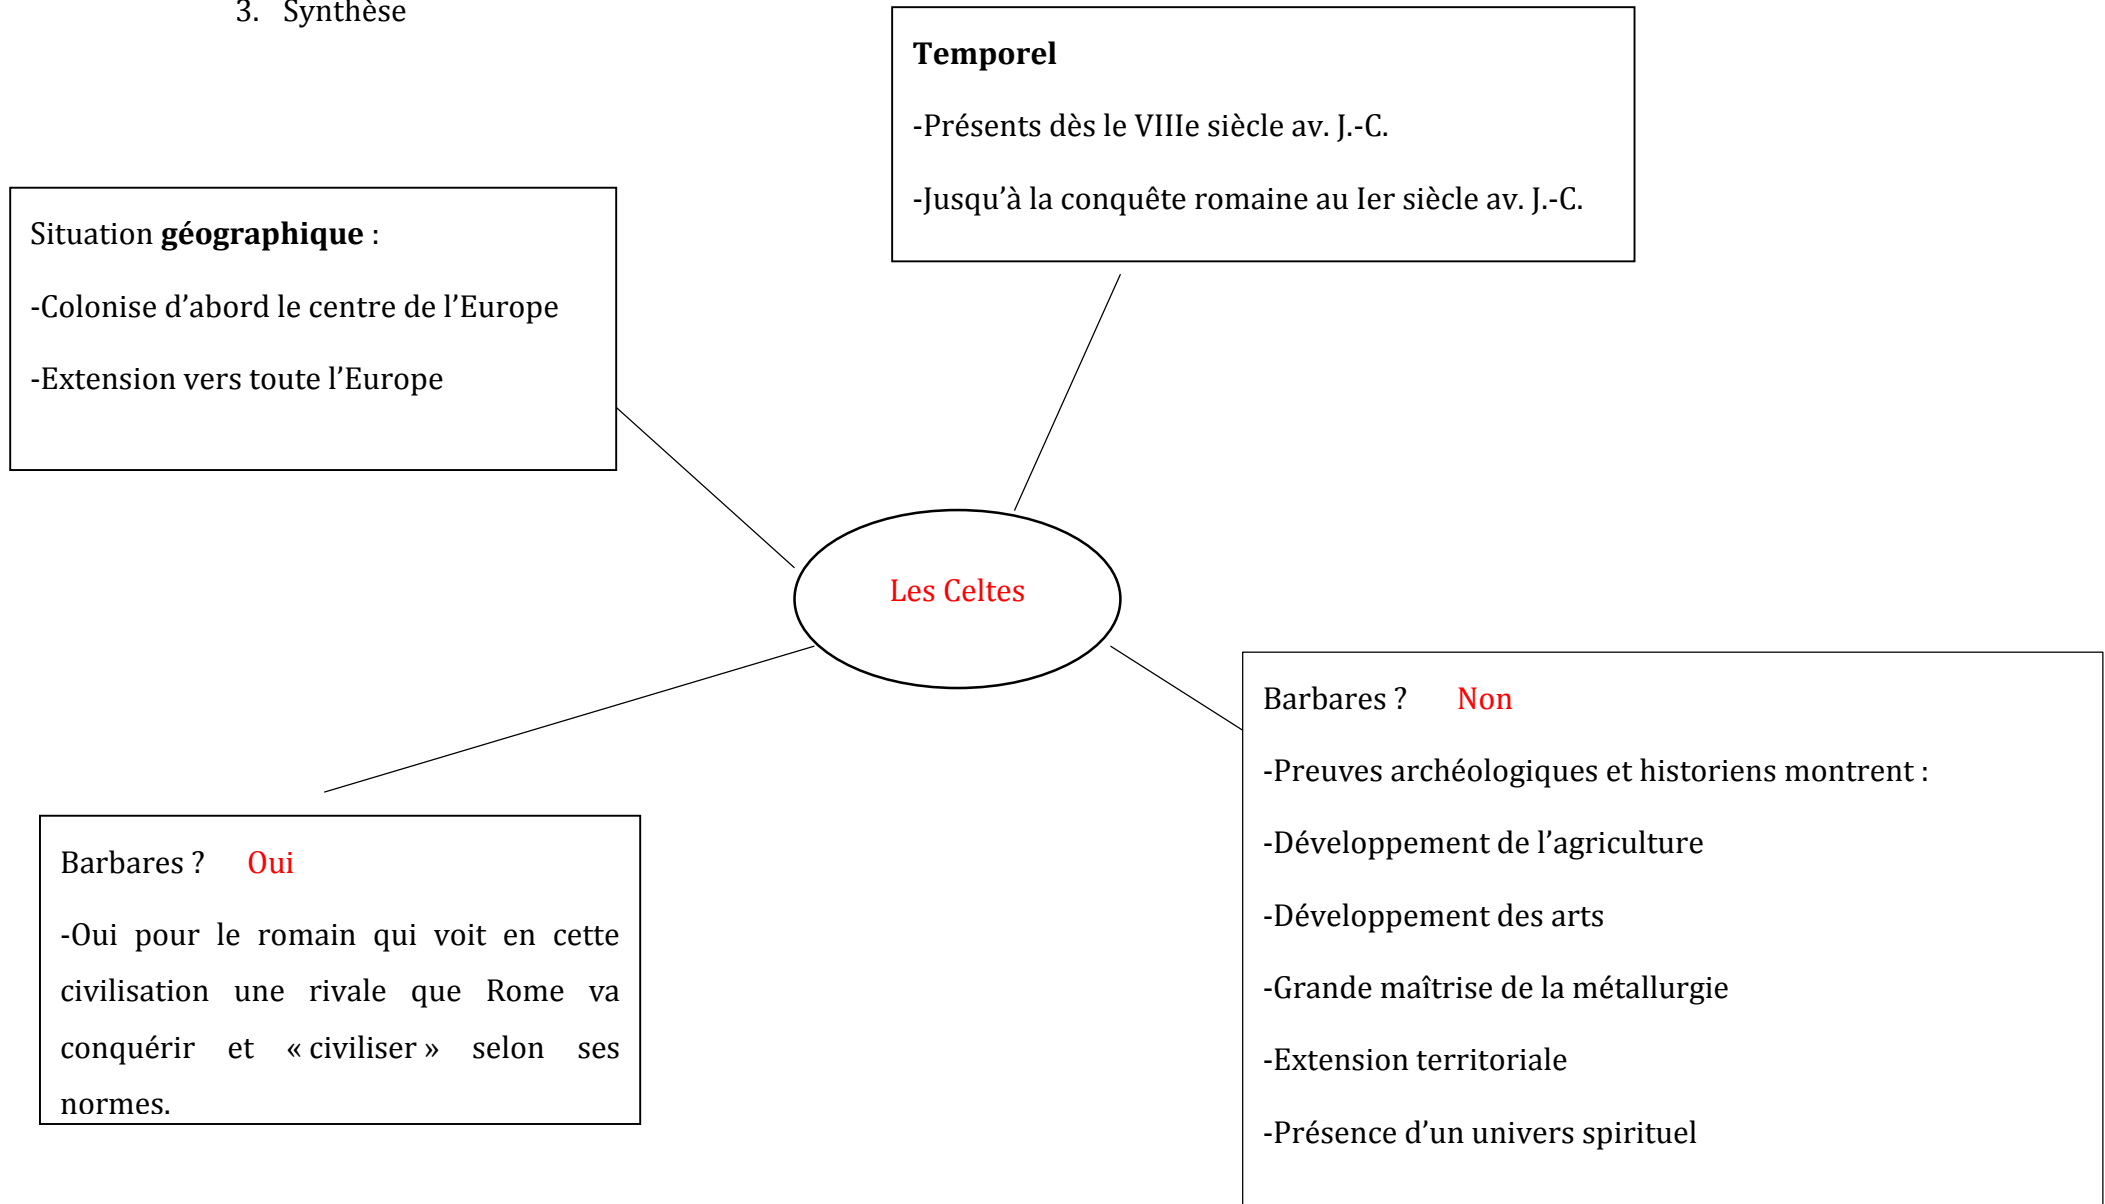 3. Synthèse
Temporel
-Présents dès le VIIIe siècle av. J.-C.
-Jusqu’à la conquête romaine au Ier siècle av. J.-C.
Situation géographique :
-Colonise d’abord le centre de l’Europe
-Extension vers toute l’Europe
Les Celtes
Barbares ? Oui
-Oui pour le romain qui voit en cette
civilisation une rivale que Rome va
conquérir et « civiliser » selon ses
normes.
Barbares ? Non
-Preuves archéologiques et historiens montrent :
-Développement de l’agriculture
-Développement des arts
-Grande maîtrise de la métallurgie
-Extension territoriale
-Présence d’un univers spirituel